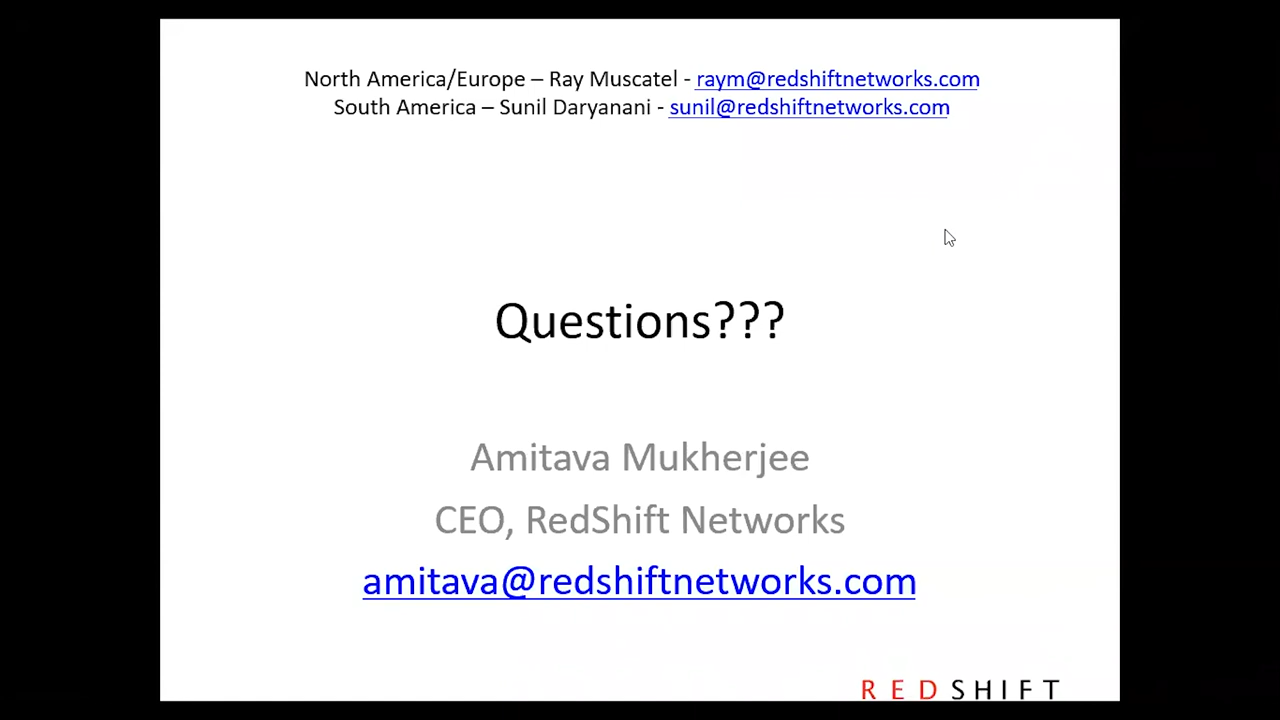 North America/Europe – Ray Muscatel - raym@redshiftnetworks.com
South America – Sunil Daryanani - sunil@redshiftnetworks.com
Questions???
Amitava Mukherjee
CEO, RedShift Networks
amitava@redshiftnetworks.com
REDSHIFT